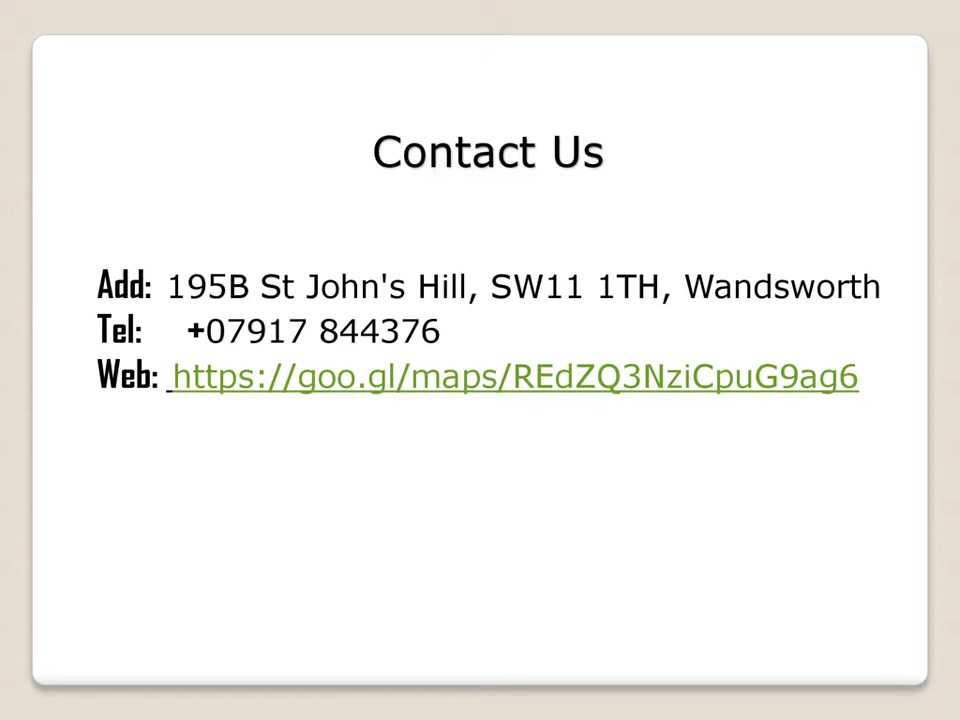 Contact Us
Add: 195B St John's Hill, SW11 1TH, Wandsworth
Tel: +07917 844376
Web: https://goo.gl/maps/REdZQ3NziCpuG9ag6